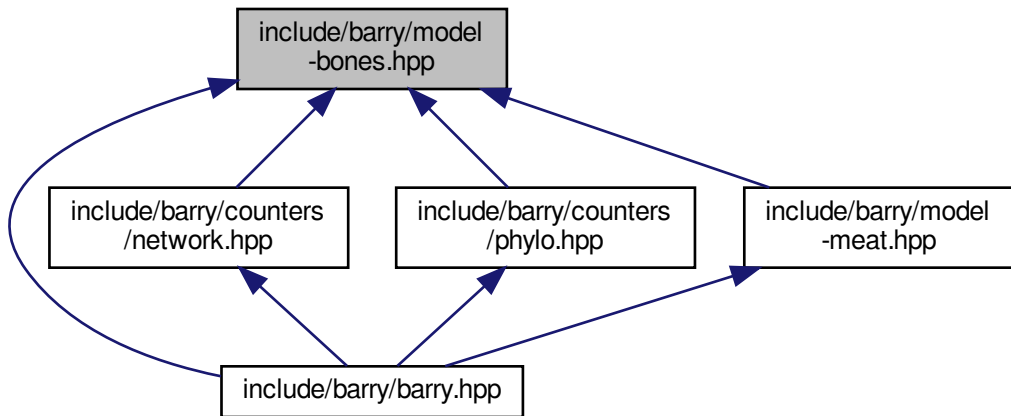 include/barry/model
-bones.hpp
include/barry/counters
/network.hpp
include/barry/counters
/phylo.hpp
include/barry/model
-meat.hpp
include/barry/barry.hpp